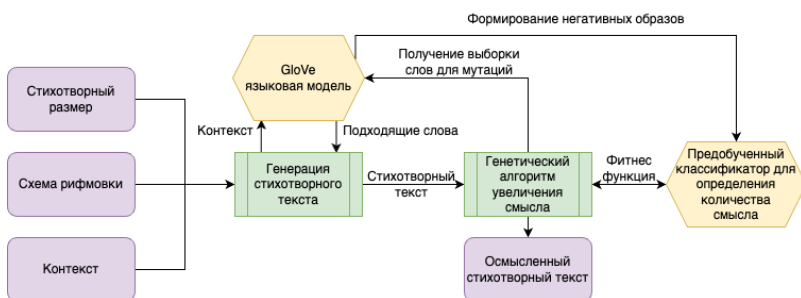 Формирование негативных образов
GloVe
языковая модель
Получение выборки
слов для мутаций
Стихотворный
размер
Контекст
Подходящие слова
Схема рифмовки
Генерация
стихотворного
текста
Стихотворный
текст
Генетический
алгоритм
увеличения
смысла
Фитнес
функция
Предобученный
классификатор для
определения
количества
смысла
Контекст
Осмысленный
стихотворный текст